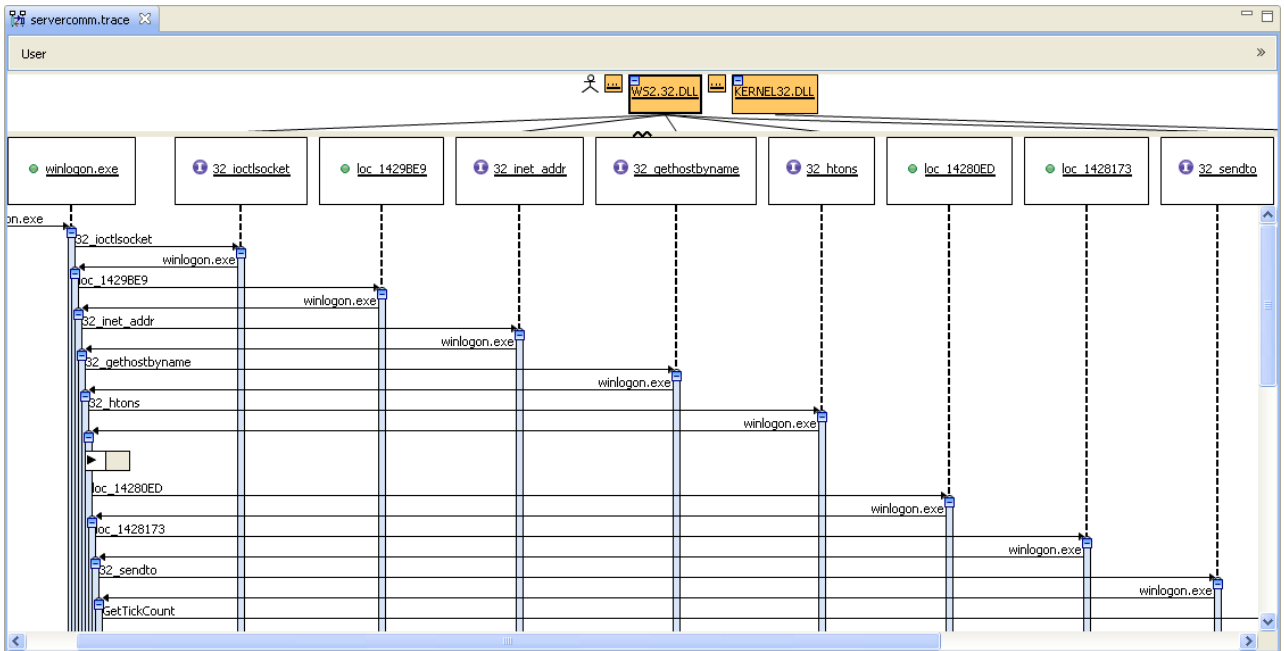 servercomm.trace
User
WS2.32.DLL
KERNEL32.DLL
winlogon.exe
32_ioctlsocket
loc_1429BE9
32_inet_addr
32_gethostbyname
32_htons
loc_14280ED
loc_1428173
32_sendto
on.exe
32_ioctlsocket
winlogon.exe
loc_1429BE9
winlogon.exe
32_inet_addr
winlogon.exe
32_gethostbyname
winlogon.exe
32_htons
winlogon.exe
loc_14280ED
winlogon.exe
loc_1428173
winlogon.exe
32_sendto
winlogon.exe
GetTickCount